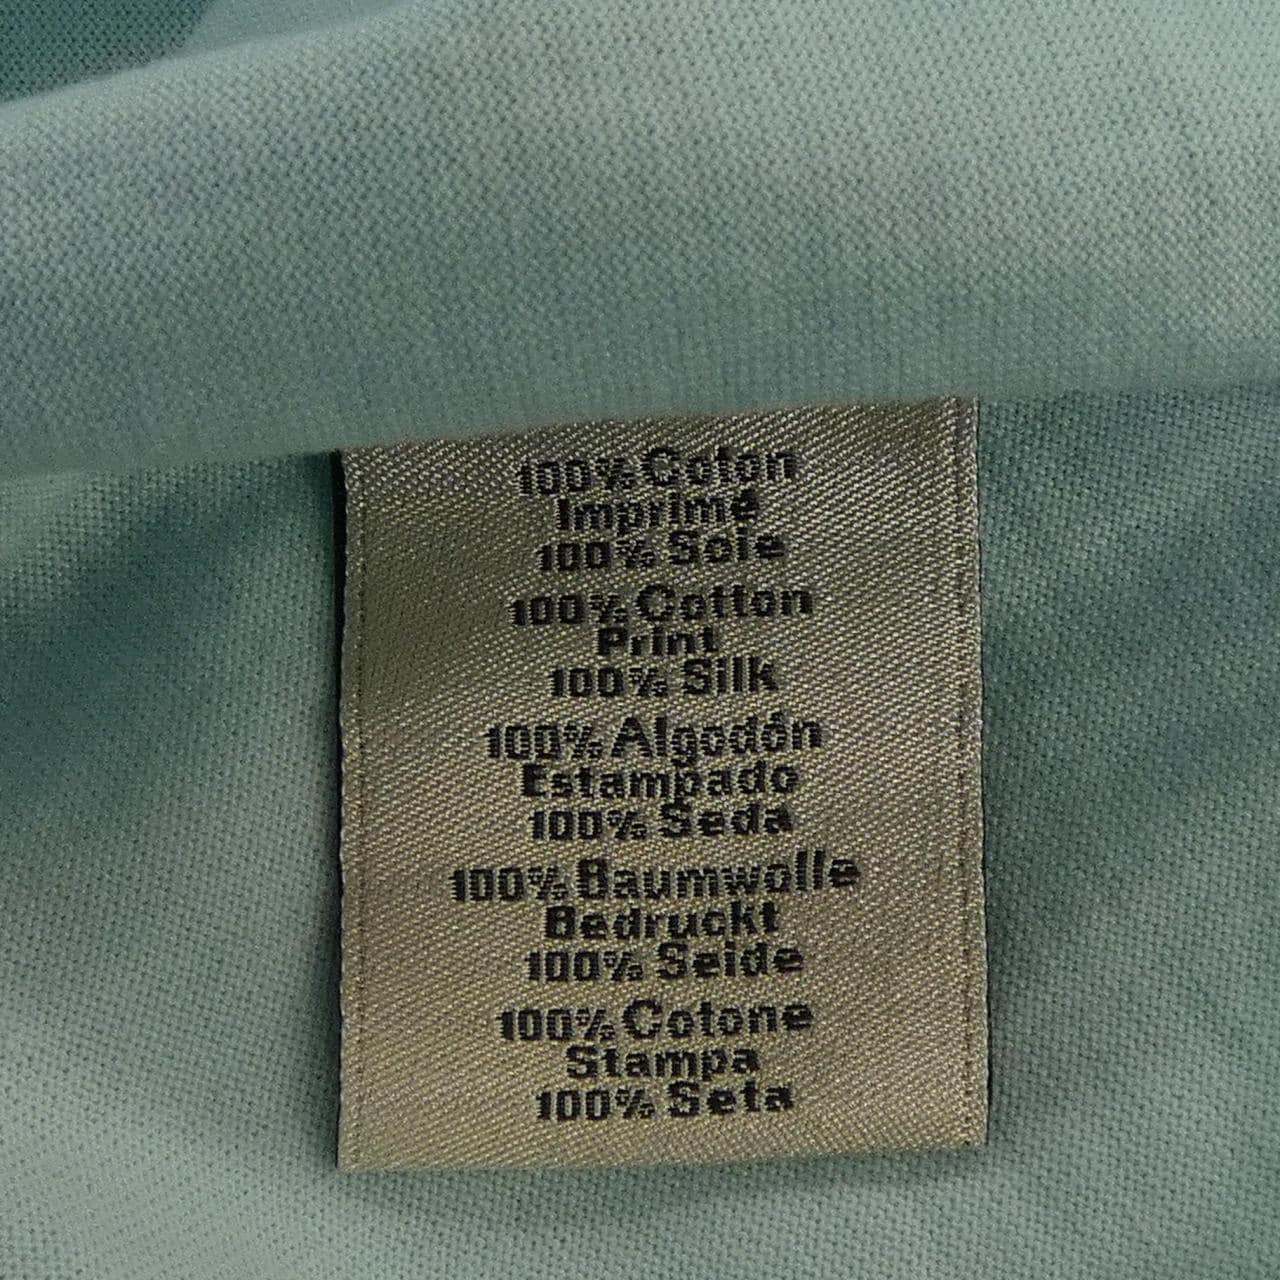 100% Coton
Imprimé
100% Soie
100% Cotton
Print
100% Silk
100% Algodón
Estampado
100% Seda
100% Baumwolle
Bedruckt
100% Seide
100% Cotone
Stampa
100% Seta